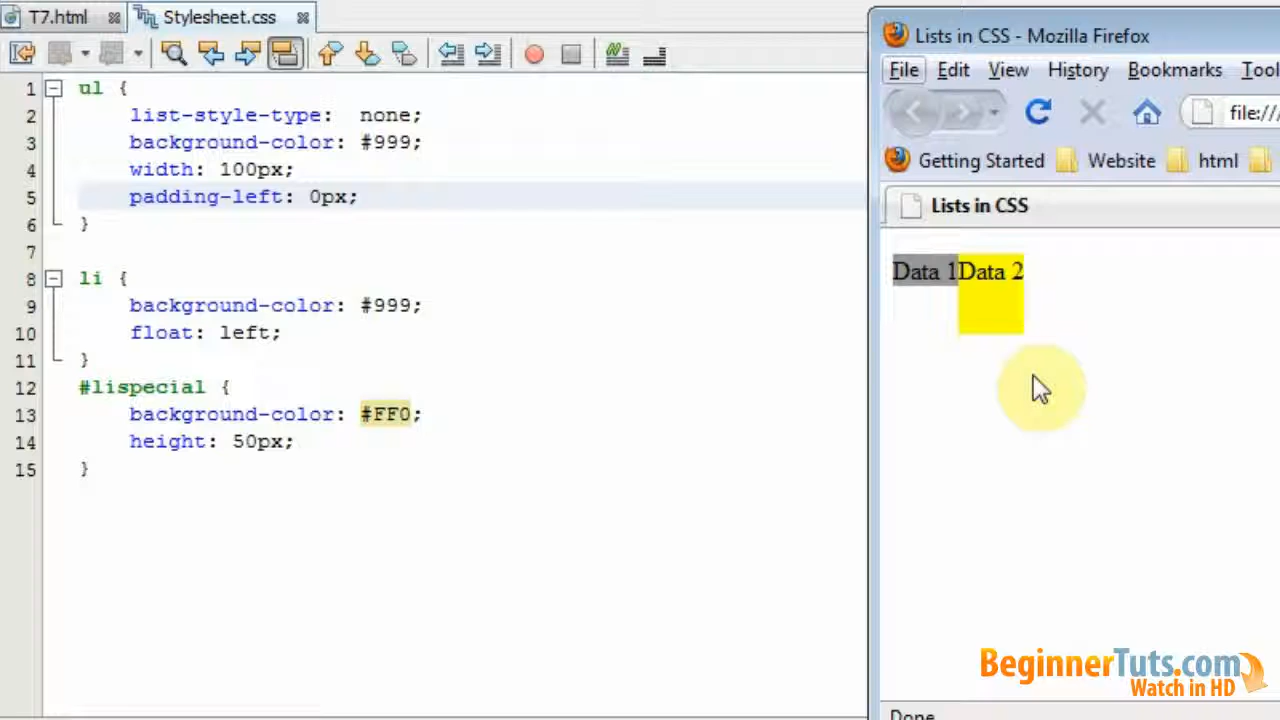 T7.html
Stylesheet.css
1 ul {
2 list-style-type: none;
3 background-color: #999;
4 width: 100px;
5 padding-left: 0px;
6 }
7
8 li {
9 background-color: #999;
10 float: left;
11 }
12 #lispecial {
13 background-color: #FF0;
14 height: 50px;
15 }
Lists in CSS - Mozilla Firefox
File Edit View History Bookmarks Tool
file:///
Getting Started Website html
Lists in CSS
Data 1Data 2
BeginnerTuts.com
Watch in HD
Done